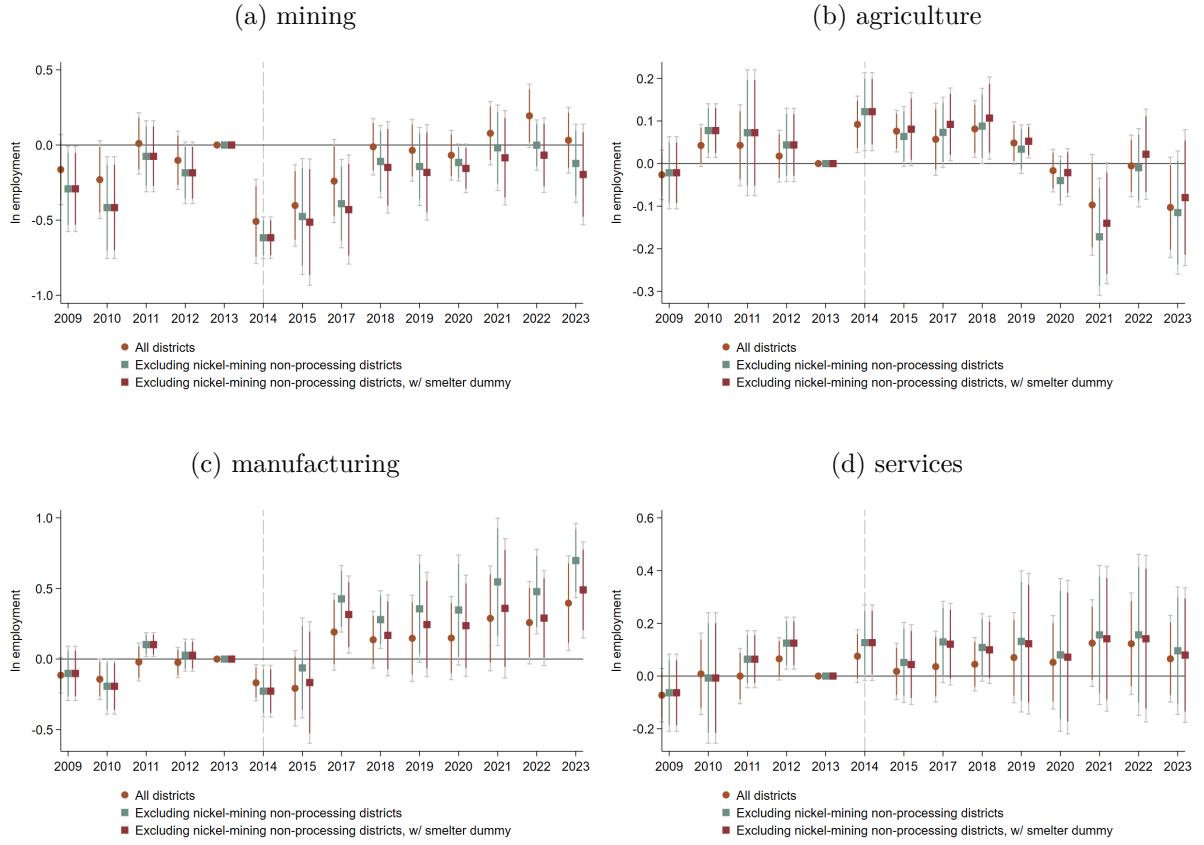 (a) mining
ln employment
0.5
0.0
-0.5
-1.0
2009 2010 2011 2012 2013 2014 2015 2017 2018 2019 2020 2021 2022 2023
All districts
Excluding nickel-mining non-processing districts
Excluding nickel-mining non-processing districts, w/ smelter dummy
(b) agriculture
ln employment
0.2
0.1
0.0
-0.1
-0.2
-0.3
2009 2010 2011 2012 2013 2014 2015 2017 2018 2019 2020 2021 2022 2023
All districts
Excluding nickel-mining non-processing districts
Excluding nickel-mining non-processing districts, w/ smelter dummy
(c) manufacturing
ln employment
1.0
0.5
0.0
-0.5
2009 2010 2011 2012 2013 2014 2015 2017 2018 2019 2020 2021 2022 2023
All districts
Excluding nickel-mining non-processing districts
Excluding nickel-mining non-processing districts, w/ smelter dummy
(d) services
ln employment
0.6
0.4
0.2
0.0
-0.2
2009 2010 2011 2012 2013 2014 2015 2017 2018 2019 2020 2021 2022 2023
All districts
Excluding nickel-mining non-processing districts
Excluding nickel-mining non-processing districts, w/ smelter dummy